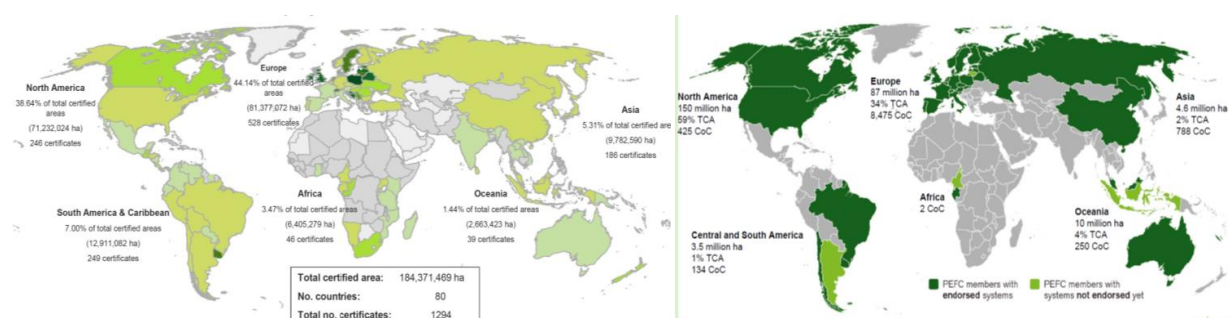 North America
38.64% of total certified
areas
(71,232,024 ha)
246 certificates
Europe
44.14% of total certified
areas
(81,377,072 ha)
528 certificates
Asia
5.31% of total certified are
(9,782,590 ha)
186 certificates
South America & Caribbean
7.00% of total certified areas
(12,911,082 ha)
249 certificates
Africa
3.47% of total certified areas
(6,405,279 ha)
46 certificates
Oceania
1.44% of total certified areas
(2,663,423 ha)
39 certificates
Total certified area: 184,371,469 ha
No. countries: 80
Total no. certificates: 1294
North America
150 million ha
59% TCA
425 CoC
Europe
87 million ha
34% TCA
8,475 CoC
Asia
4.6 million ha
2% TCA
788 CoC
Africa
2 CoC
Central and South America
3.5 million ha
1% TCA
134 CoC
Oceania
10 million ha
4% TCA
250 CoC
PEFC members with
endorsed systems
PEFC members with
systems not endorsed yet